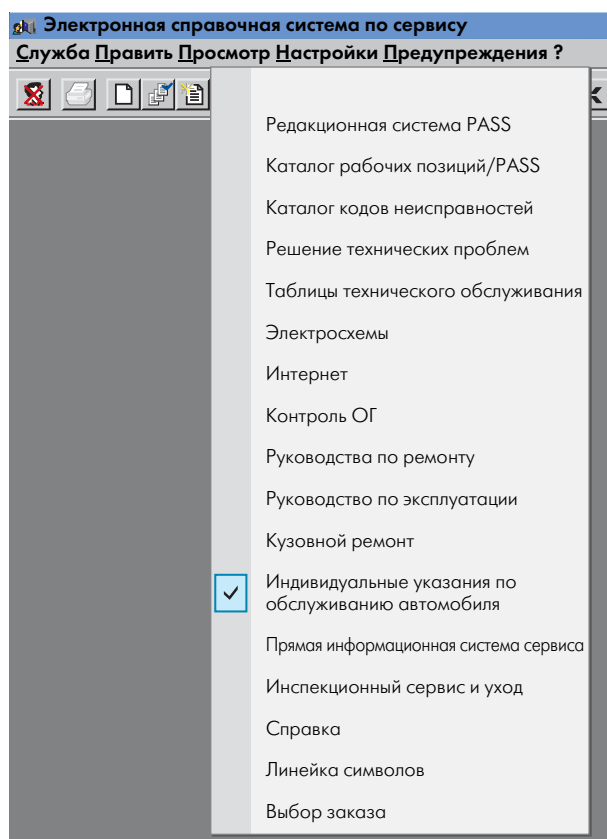 Электронная справочная система по сервису
Служба Править Просмотр Настройки Предупреждения ?
Редакционная система PASS
Каталог рабочих позиций/PASS
Каталог кодов неисправностей
Решение технических проблем
Таблицы технического обслуживания
Электросхемы
Интернет
Контроль ОГ
Руководства по ремонту
Руководство по эксплуатации
Кузовной ремонт
Индивидуальные указания по
обслуживанию автомобиля
Прямая информационная система сервиса
Инспекционный сервис и уход
Справка
Линейка символов
Выбор заказа